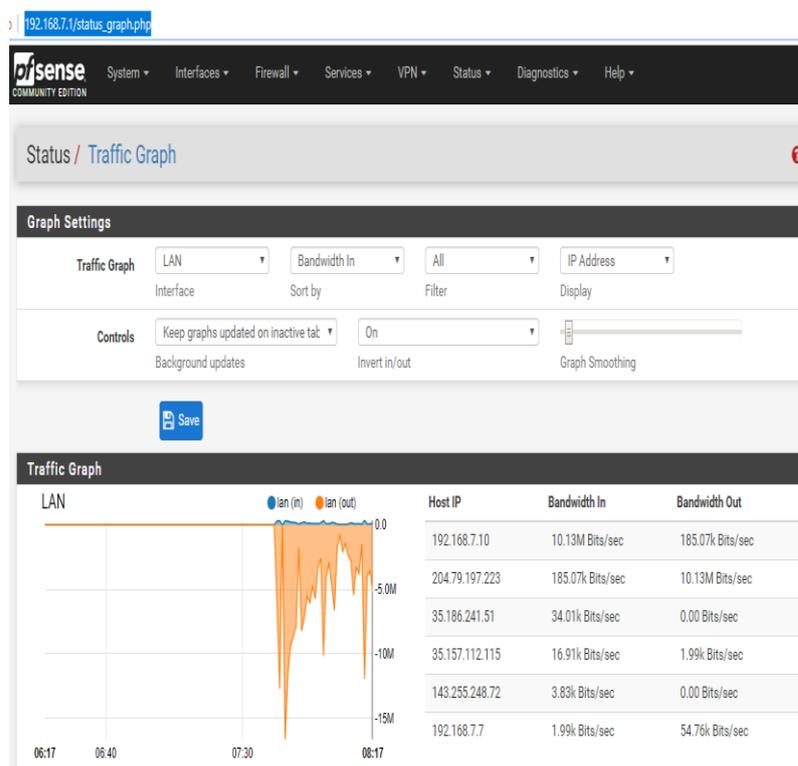 192.168.7.1/status_graph.php
pfsense
COMMUNITY EDITION
System Interfaces Firewall Services VPN Status Diagnostics Help
Status / Traffic Graph
Graph Settings
Traffic Graph LAN Bandwidth In All IP Address
Interface Sort by Filter Display
Controls Keep graphs updated on inactive tab On
Background updates Invert in/out Graph Smoothing
Save
Traffic Graph
LAN lan (in) lan (out) Host IP Bandwidth In Bandwidth Out
0.0
192.168.7.10 10.13M Bits/sec 185.07k Bits/sec
204.79.197.223 185.07k Bits/sec 10.13M Bits/sec
-5.0M
35.186.241.51 34.01k Bits/sec 0.00 Bits/sec
-10M
35.157.112.115 16.91k Bits/sec 1.99k Bits/sec
143.255.248.72 3.83k Bits/sec 0.00 Bits/sec
-15M
192.168.7.7 1.99k Bits/sec 54.76k Bits/sec
06:17 06:40 07:30 08:17